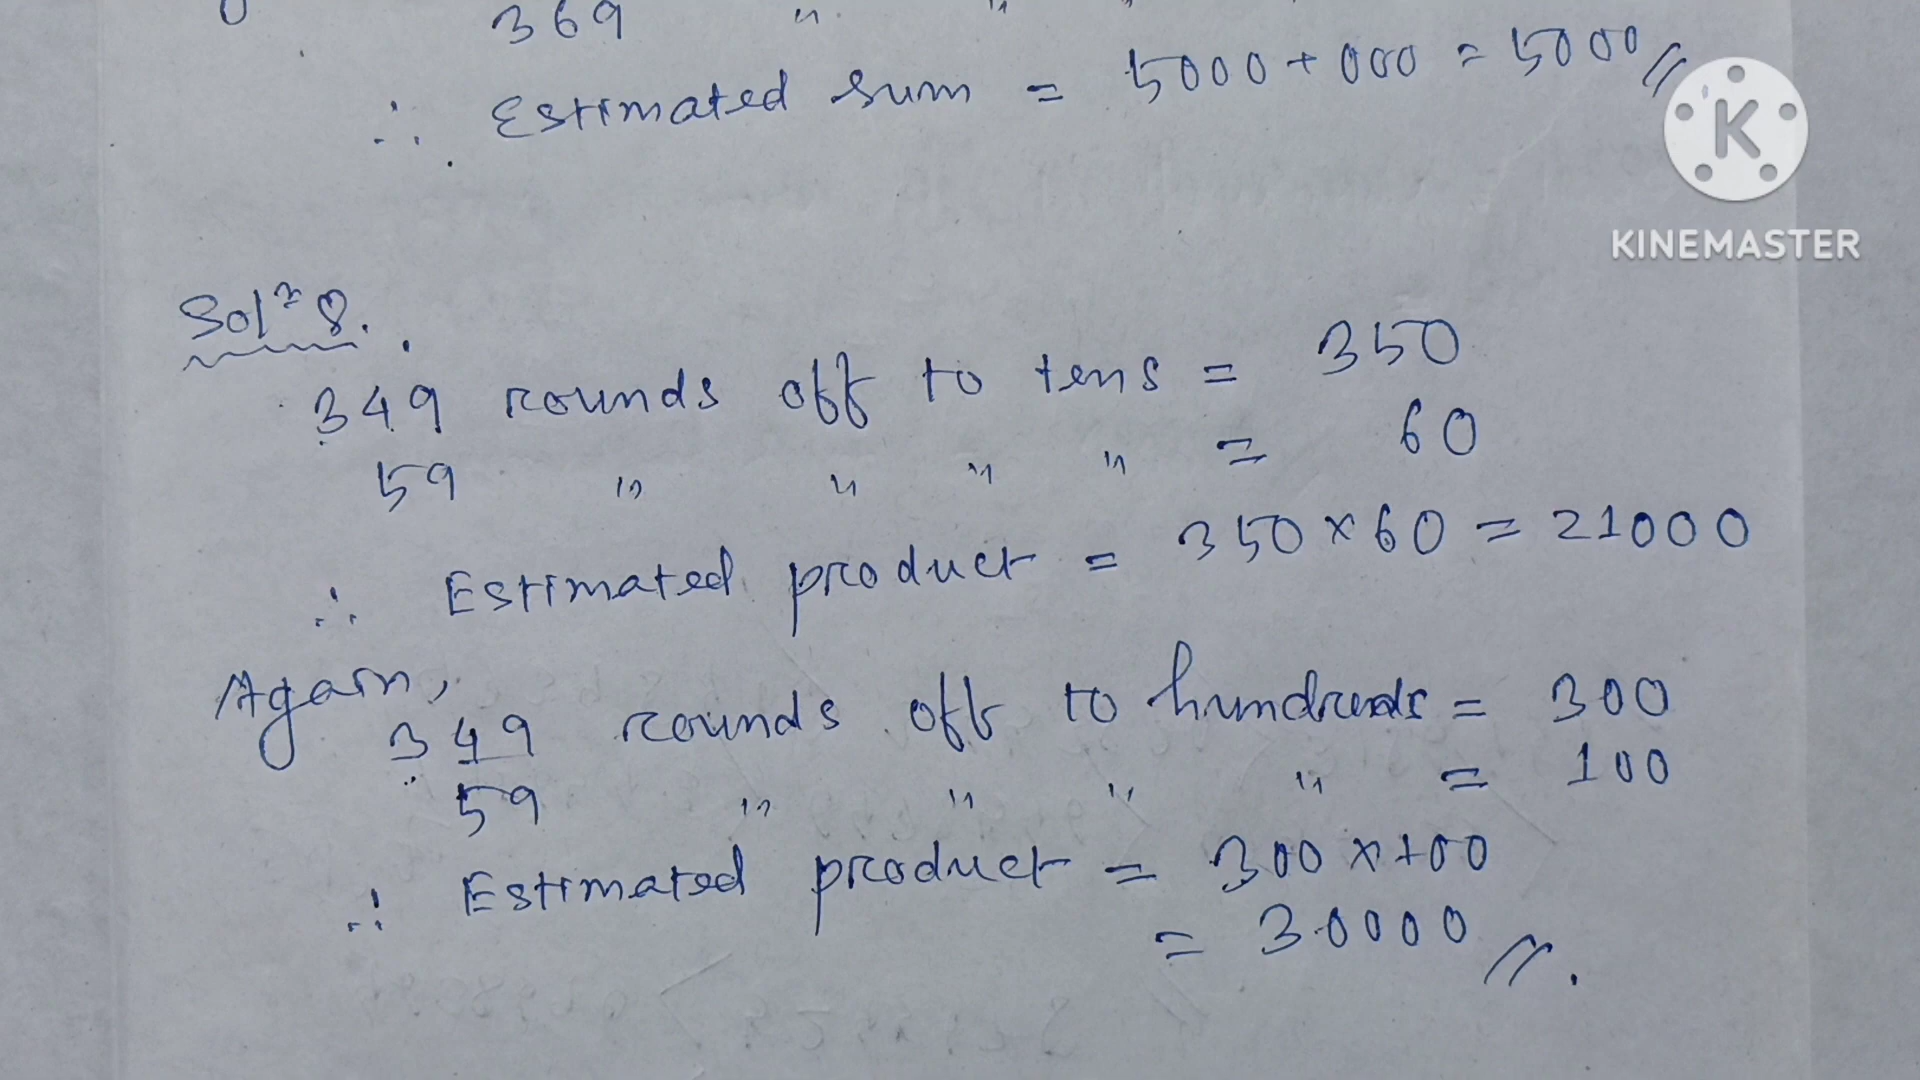 369 " " "
∴ Estimated sum = 5000 + 000 = 5000 //
K
KINEMASTER
Solⁿ 8.
349 rounds off to tens = 350
59 " " " " = 60
∴ Estimated product = 350 × 60 = 21000
Again,
349 rounds off to hundreds = 300
59 " " " " = 100
∴ Estimated product = 300 × 100
= 30000 //.